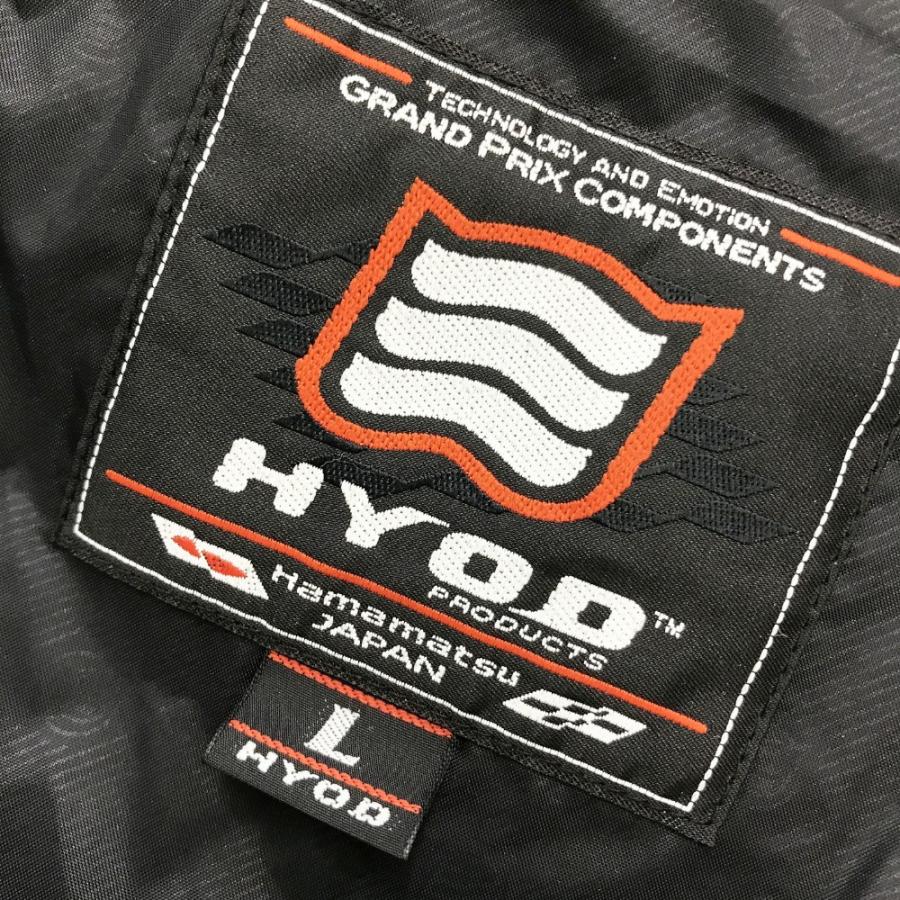 TECHNOLOGY AND EMOTION
GRAND PRIX COMPONENTS
HYOD™
PRODUCTS
Hamamatsu
JAPAN
L
HYOD